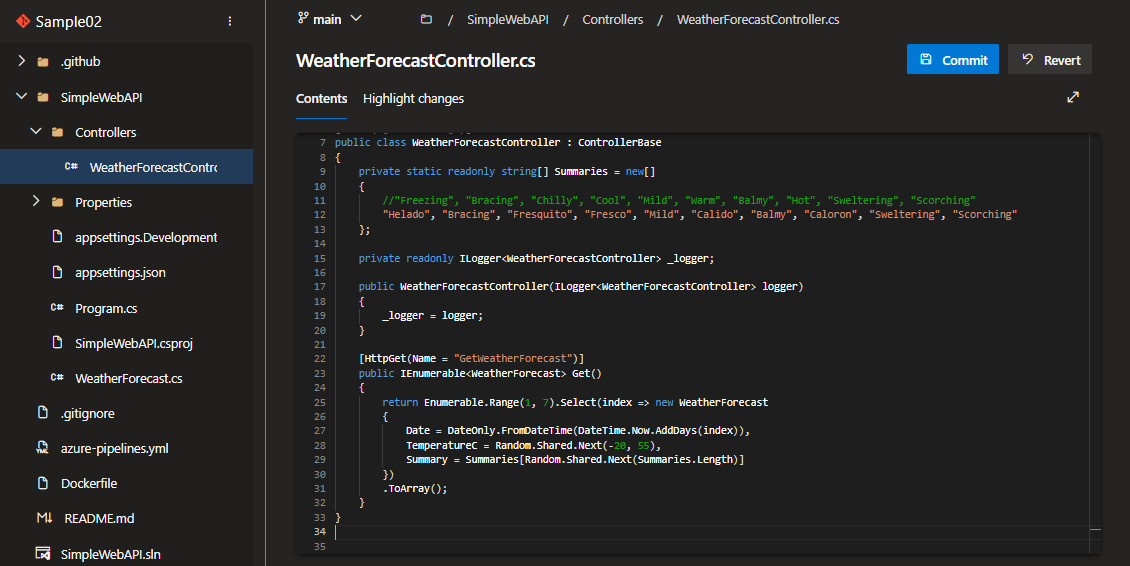 Sample02
.github
SimpleWebAPI
Controllers
C# WeatherForecastContro
Properties
appsettings.Development
appsettings.json
C# Program.cs
SimpleWebAPI.csproj
C# WeatherForecast.cs
.gitignore
azure-pipelines.yml
Dockerfile
M↓ README.md
SimpleWebAPI.sln
main / SimpleWebAPI / Controllers / WeatherForecastController.cs
WeatherForecastController.cs
Commit Revert
Contents Highlight changes
7 public class WeatherForecastController : ControllerBase
8 {
9     private static readonly string[] Summaries = new[]
10     {
11         //"Freezing", "Bracing", "Chilly", "Cool", "Mild", "Warm", "Balmy", "Hot", "Sweltering", "Scorching"
12         "Helado", "Bracing", "Fresquito", "Fresco", "Mild", "Calido", "Balmy", "Caloron", "Sweltering", "Scorching"
13     };
14
15     private readonly ILogger<WeatherForecastController> _logger;
16
17     public WeatherForecastController(ILogger<WeatherForecastController> logger)
18     {
19         _logger = logger;
20     }
21
22     [HttpGet(Name = "GetWeatherForecast")]
23     public IEnumerable<WeatherForecast> Get()
24     {
25         return Enumerable.Range(1, 7).Select(index => new WeatherForecast
26         {
27             Date = DateOnly.FromDateTime(DateTime.Now.AddDays(index)),
28             TemperatureC = Random.Shared.Next(-20, 55),
29             Summary = Summaries[Random.Shared.Next(Summaries.Length)]
30         })
31         .ToArray();
32     }
33 }
34
35